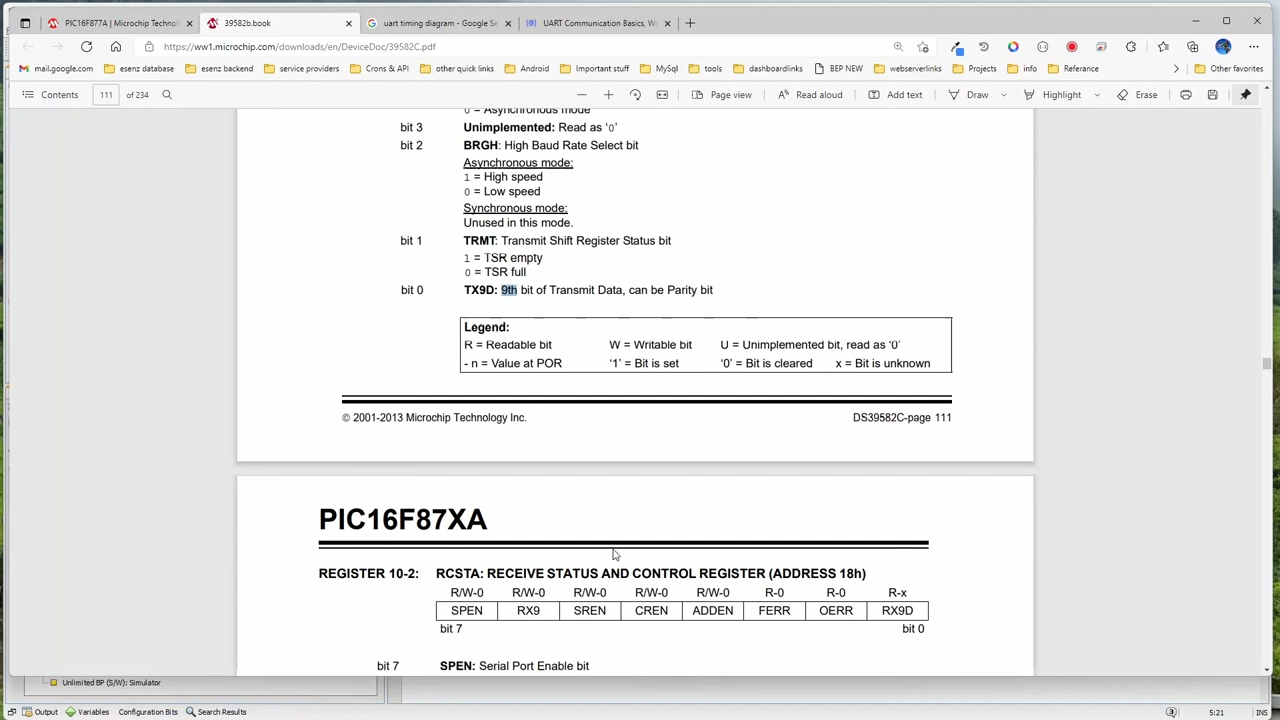 PIC16F877A | Microchip Technolog
39582b.book
uart timing diagram - Google Se
UART Communication Basics, Wo
https://ww1.microchip.com/downloads/en/DeviceDoc/39582C.pdf
mail.google.com esenz database esenz backend service providers Crons & API other quick links Android Important stuff MySql tools dashboardlinks BEP NEW webserverlinks Projects info Referance Other favorites
Contents 111 of 234 Page view Read aloud Add text Draw Highlight Erase
0 = Asynchronous mode
bit 3 Unimplemented: Read as ‘0’
bit 2 BRGH: High Baud Rate Select bit
Asynchronous mode:
1 = High speed
0 = Low speed
Synchronous mode:
Unused in this mode.
bit 1 TRMT: Transmit Shift Register Status bit
1 = TSR empty
0 = TSR full
bit 0 TX9D: 9th bit of Transmit Data, can be Parity bit
Legend:
R = Readable bit W = Writable bit U = Unimplemented bit, read as ‘0’
- n = Value at POR ‘1’ = Bit is set ‘0’ = Bit is cleared x = Bit is unknown
© 2001-2013 Microchip Technology Inc. DS39582C-page 111
PIC16F87XA
REGISTER 10-2: RCSTA: RECEIVE STATUS AND CONTROL REGISTER (ADDRESS 18h)
R/W-0 R/W-0 R/W-0 R/W-0 R/W-0 R-0 R-0 R-x
SPEN RX9 SREN CREN ADDEN FERR OERR RX9D
bit 7 bit 0
bit 7 SPEN: Serial Port Enable bit
Unlimited BP (S/W): Simulator
Output Variables Configuration Bits Search Results 3 5:21 INS